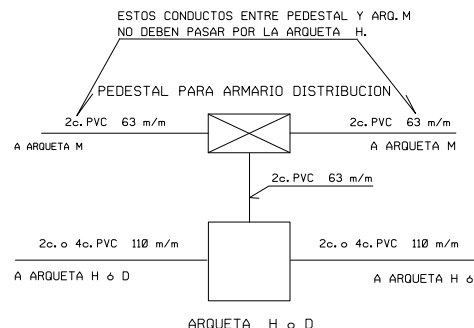 ESTOS CONDUCTOS ENTRE PEDESTAL Y ARQ.M
NO DEBEN PASAR POR LA ARQUETA H.
PEDESTAL PARA ARMARIO DISTRIBUCION
2c.PVC 63 m/m
2c.PVC 63 m/m
A ARQUETA M
A ARQUETA M
2c.PVC 63 m/m
2c.o 4c.PVC 110 m/m
2c.o 4c.PVC 110 m/m
A ARQUETA H ó D
A ARQUETA H ó
ARQUETA H o D